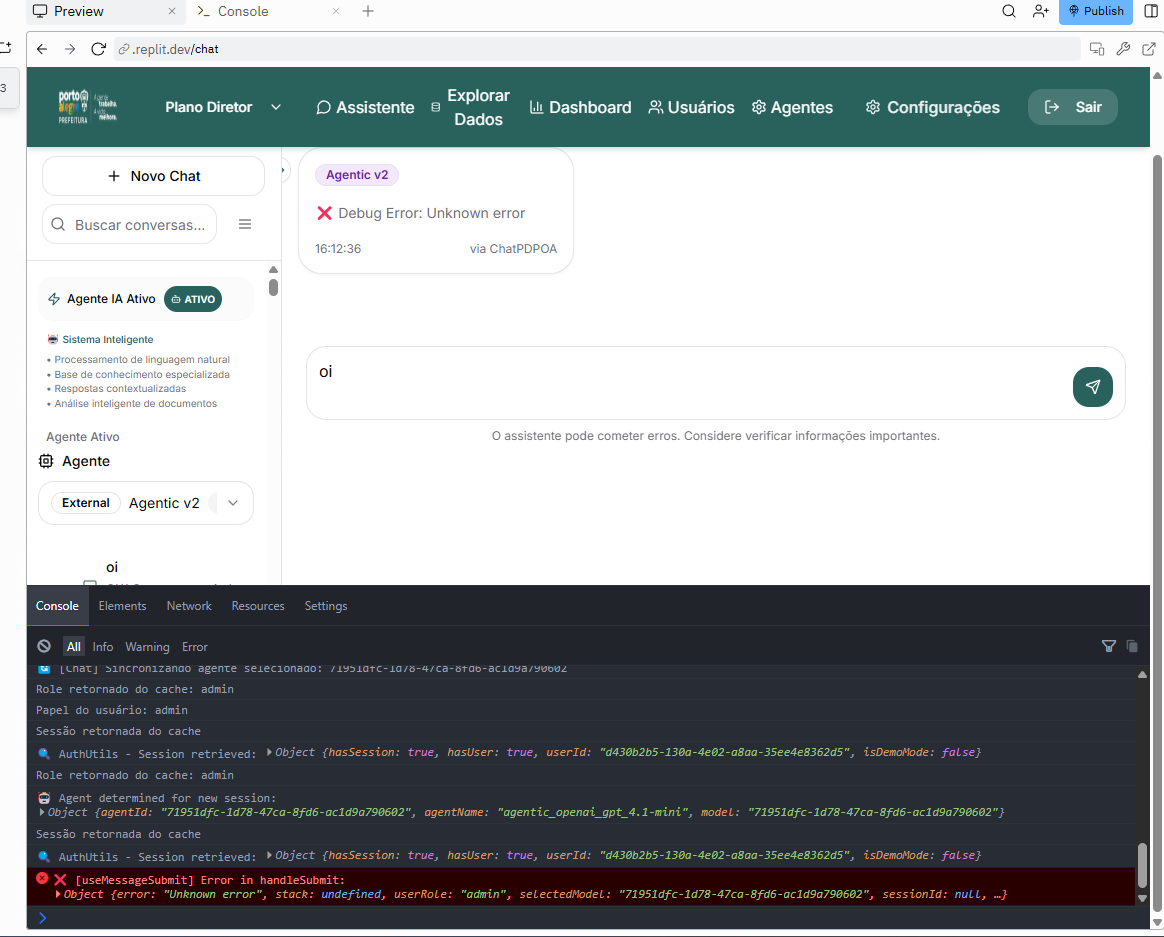 Preview
Console
Publish
.replit.dev/chat
3
porto
alegre
PREFEITURA
Plano Diretor
Assistente
Explorar
Dados
Dashboard
Usuários
Agentes
Configurações
Sair
Novo Chat
Buscar conversas...
Agente IA Ativo
ATIVO
Sistema Inteligente
• Processamento de linguagem natural
• Base de conhecimento especializada
• Respostas contextualizadas
• Análise inteligente de documentos
Agente Ativo
Agente
External Agentic v2
oi
Agentic v2
❌ Debug Error: Unknown error
16:12:36 via ChatPDPOA
oi
O assistente pode cometer erros. Considere verificar informações importantes.
Console Elements Network Resources Settings
All Info Warning Error
[Chat] Sincronizando agente selecionado: 71951dfc-1d78-47ca-8fd6-ac1d9a790602
Role retornado do cache: admin
Papel do usuário: admin
Sessão retornada do cache
AuthUtils - Session retrieved: Object {hasSession: true, hasUser: true, userId: "d430b2b5-130a-4e02-a8aa-35ee4e8362d5", isDemoMode: false}
Role retornado do cache: admin
Agent determined for new session:
Object {agentId: "71951dfc-1d78-47ca-8fd6-ac1d9a790602", agentName: "agentic_openai_gpt_4.1-mini", model: "71951dfc-1d78-47ca-8fd6-ac1d9a790602"}
Sessão retornada do cache
AuthUtils - Session retrieved: Object {hasSession: true, hasUser: true, userId: "d430b2b5-130a-4e02-a8aa-35ee4e8362d5", isDemoMode: false}
❌ [useMessageSubmit] Error in handleSubmit:
Object {error: "Unknown error", stack: undefined, userRole: "admin", selectedModel: "71951dfc-1d78-47ca-8fd6-ac1d9a790602", sessionId: null, …}